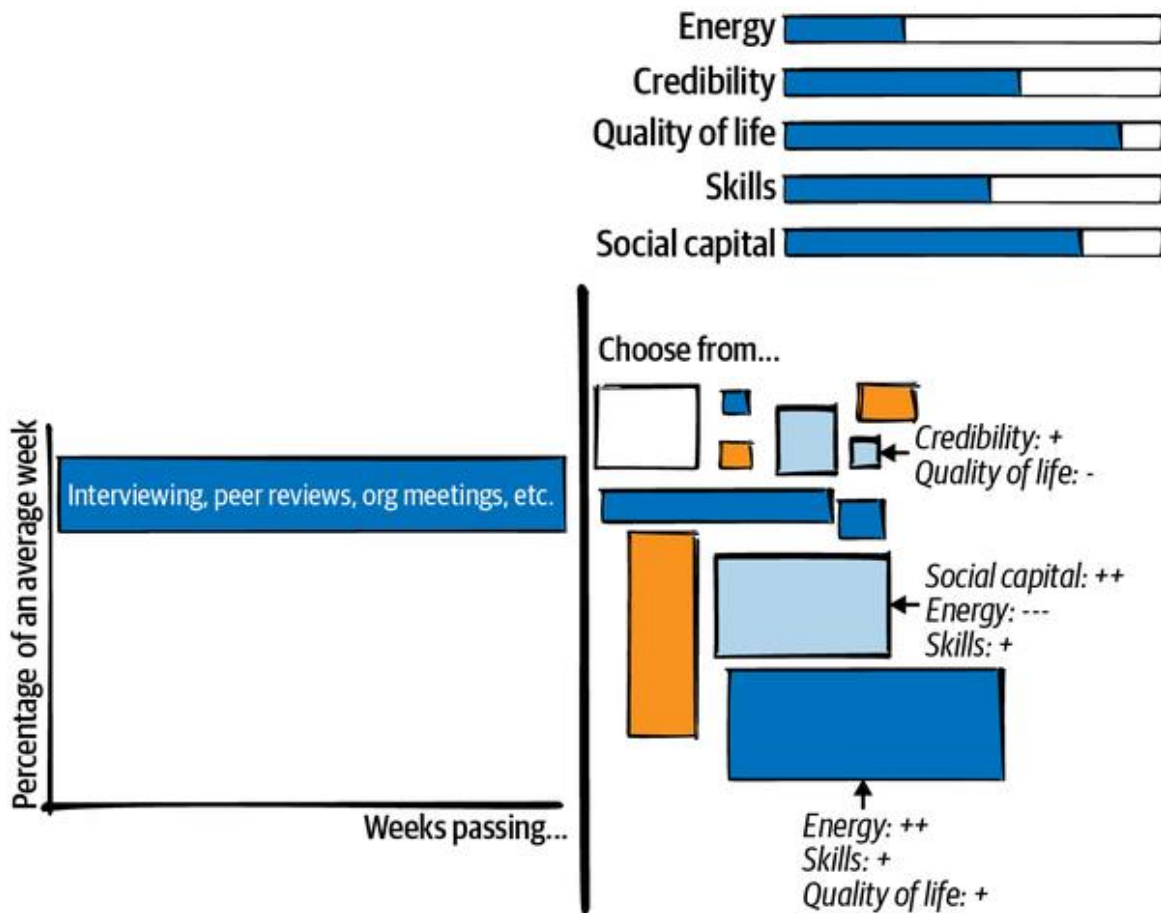 Energy
Credibility
Quality of life
Skills
Social capital
Choose from...
Credibility: +
Quality of life: -
Interviewing, peer reviews, org meetings, etc.
Social capital: ++
Energy: ---
Skills: +
Percentage of an average week
Weeks passing...
Energy: ++
Skills: +
Quality of life: +